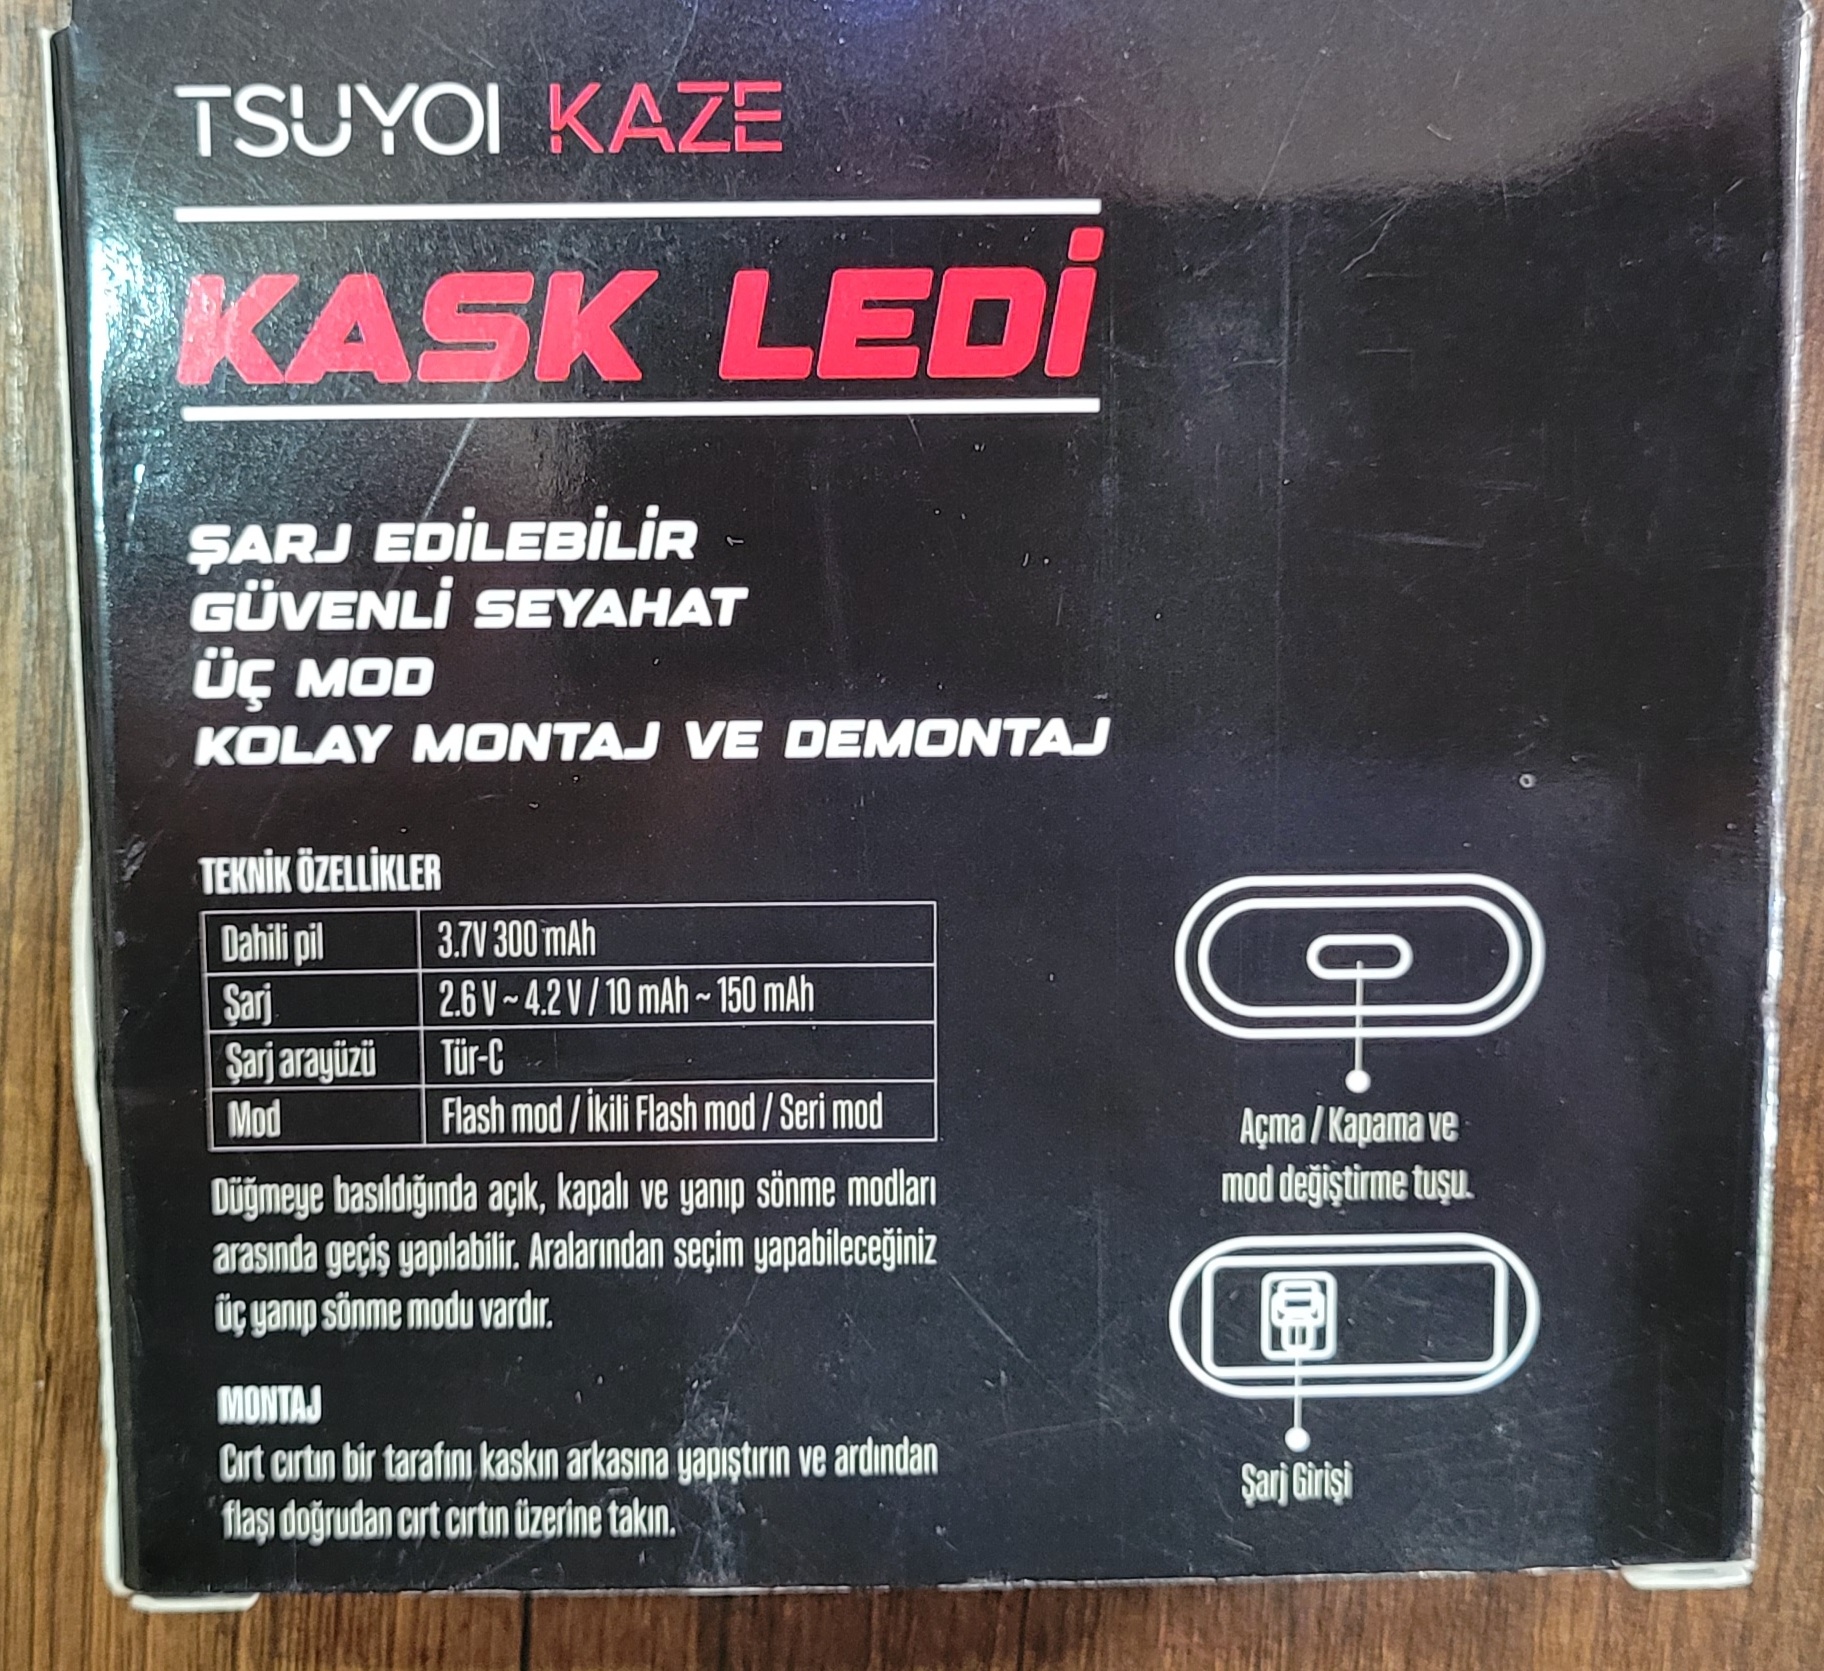 TSUYOI KAZE
KASK LEDİ
ŞARJ EDİLEBİLİR
GÜVENLİ SEYAHAT
ÜÇ MOD
KOLAY MONTAJ VE DEMONTAJ
TEKNİK ÖZELLİKLER
Dahili pil 3.7V 300 mAh
Şarj 2.6 V ~ 4.2 V / 10 mAh ~ 150 mAh
Şarj arayüzü Tür-C
Mod Flash mod / İkili Flash mod / Seri mod
Düğmeye basıldığında açık, kapalı ve yanıp sönme modları
arasında geçiş yapılabilir. Aralarından seçim yapabileceğiniz
üç yanıp sönme modu vardır.
MONTAJ
Cırt cırtın bir tarafını kaskın arkasına yapıştırın ve ardından
flaşı doğrudan cırt cırtın üzerine takın.
Açma / Kapama ve
mod değiştirme tuşu.
Şarj Girişi